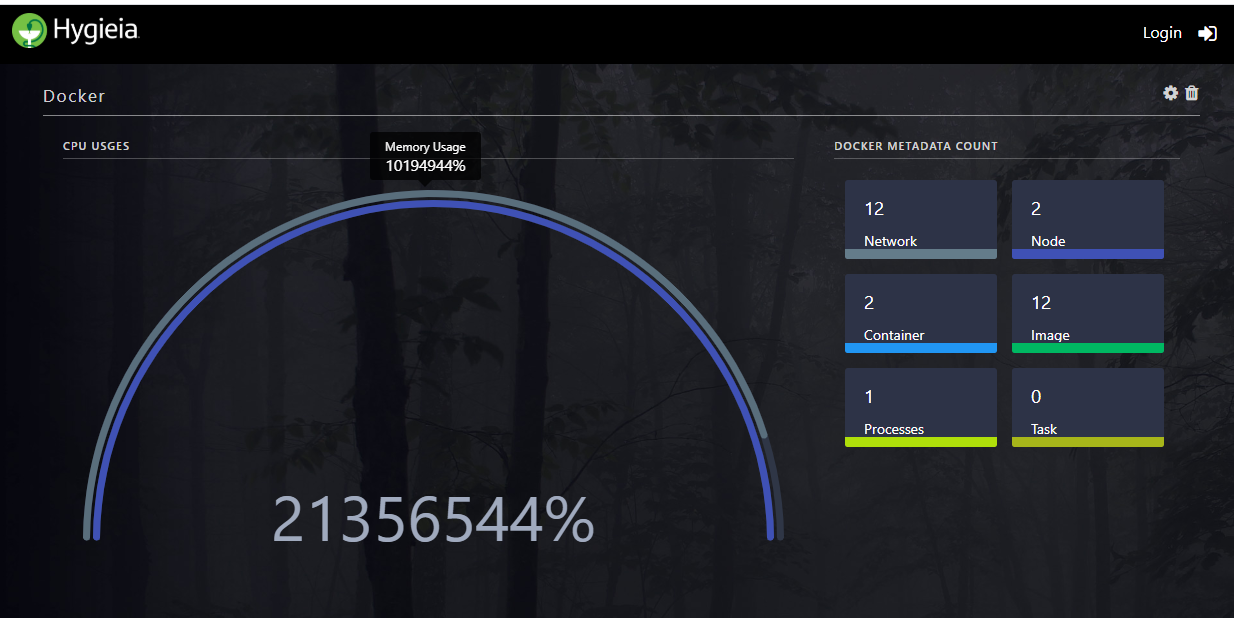 Hygieia
Login
Docker
CPU USGES
Memory Usage
10194944%
21356544%
DOCKER METADATA COUNT
12
Network
2
Node
2
Container
12
Image
1
Processes
0
Task